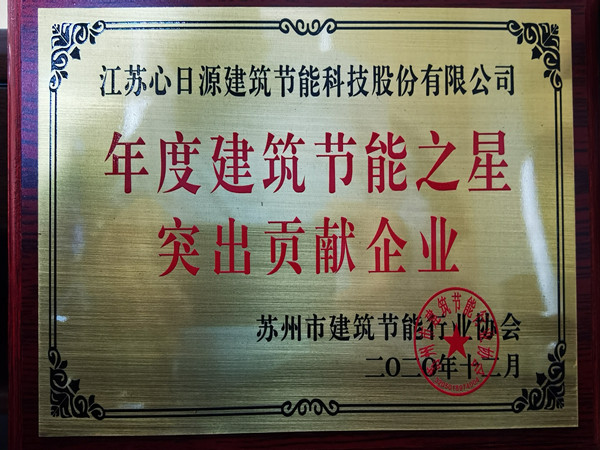 江苏心日源建筑节能科技股份有限公司
年度建筑节能之星
突出贡献企业
苏州市建筑节能行业协会
二〇二〇年十二月